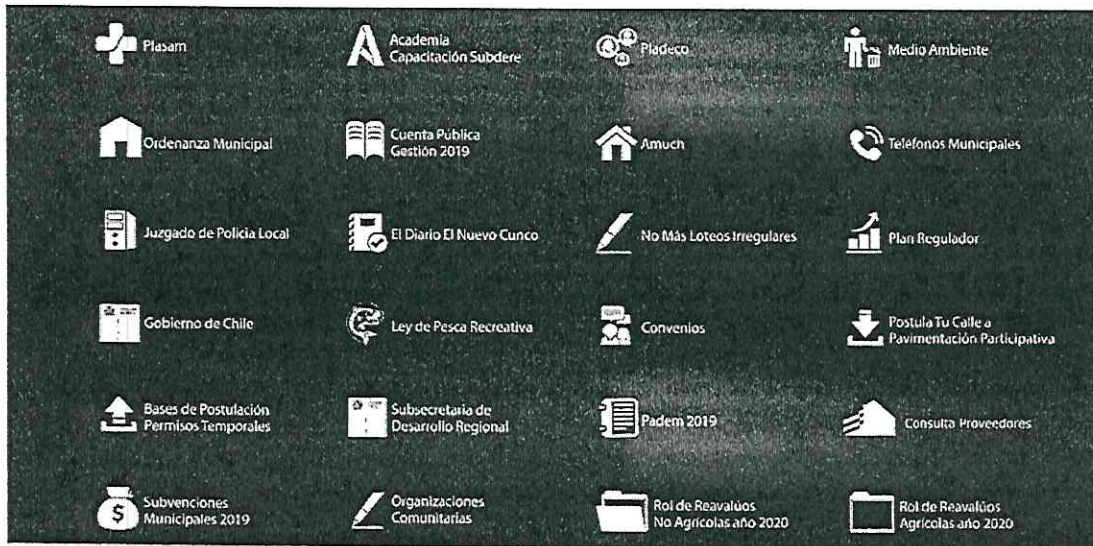 Plasam
Academia
Capacitación Subdere
Pladeco
Medio Ambiente
Ordenanza Municipal
Cuenta Pública
Gestión 2019
Amuch
Teléfonos Municipales
Juzgado de Policia Local
El Diario El Nuevo Cunco
No Más Loteos Irregulares
Plan Regulador
Gobierno de Chile
Ley de Pesca Recreativa
Convenios
Postula Tu Calle a
Pavimentación Participativa
Bases de Postulación
Permisos Temporales
Subsecretaria de
Desarrollo Regional
Padem 2019
Consulta Proveedores
$
Subvenciones
Municipales 2019
Organizaciones
Comunitarias
Rol de Reavalúos
No Agrícolas año 2020
Rol de Reavalúos
Agrícolas año 2020